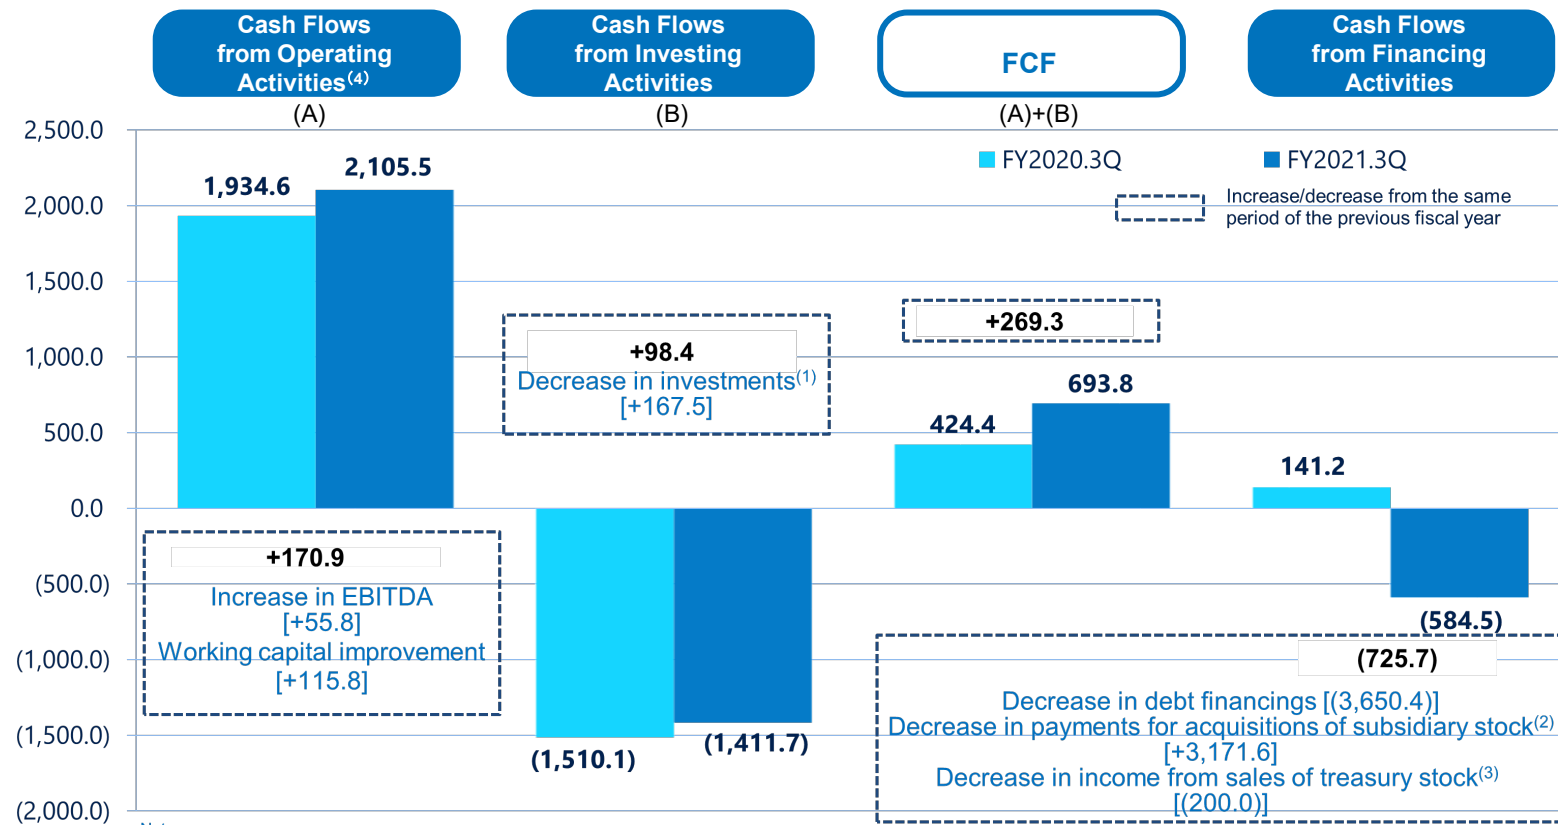 Cash Flows
from Operating
Activities(4)
(A)
Cash Flows
from Investing
Activities
(B)
FCF
(A)+(B)
Cash Flows
from Financing
Activities
2,500.0
2,000.0
1,500.0
1,000.0
500.0
0.0
(500.0)
(1,000.0)
(1,500.0)
(2,000.0)
FY2020.3Q
FY2021.3Q
Increase/decrease from the same
period of the previous fiscal year
1,934.6
2,105.5
+170.9
Increase in EBITDA
[+55.8]
Working capital improvement
[+115.8]
+98.4
Decrease in investments(1)
[+167.5]
(1,510.1)
(1,411.7)
+269.3
424.4
693.8
141.2
(584.5)
(725.7)
Decrease in debt financings [(3,650.4)]
Decrease in payments for acquisitions of subsidiary stock(2)
[+3,171.6]
Decrease in income from sales of treasury stock(3)
[(200.0)]